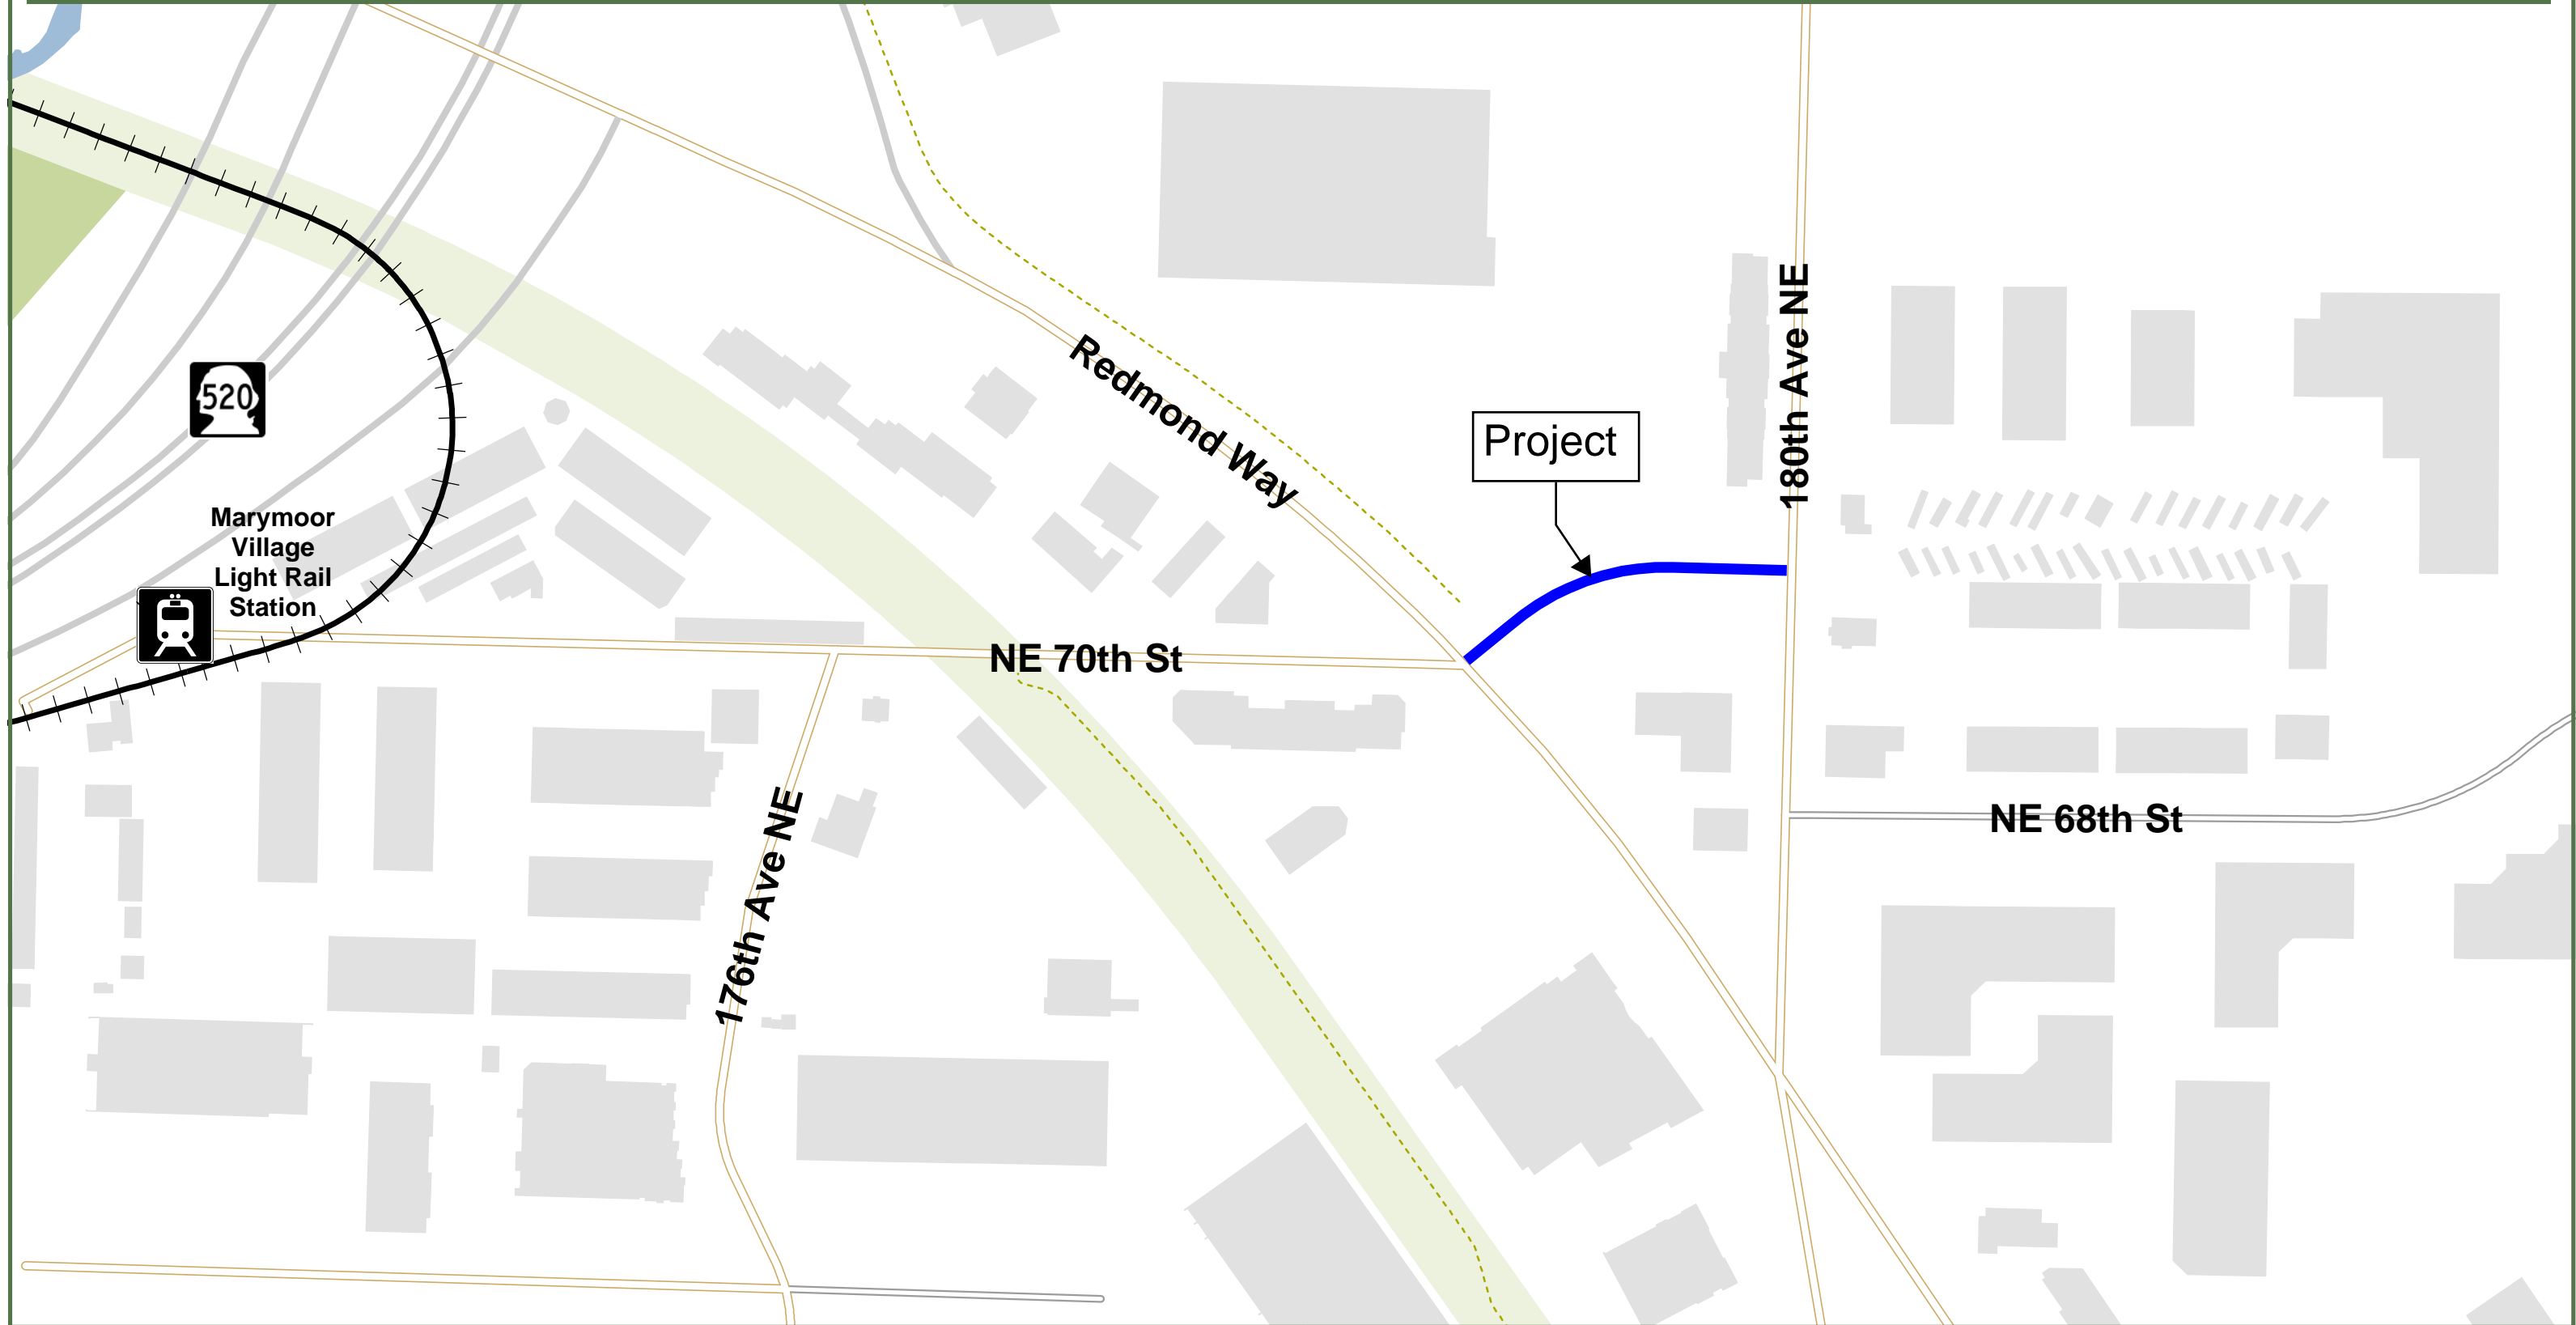 Redmond Way
180th Ave NE
520
Project
Marymoor
Village
Light Rail
Station
NE 70th St
176th Ave NE
NE 68th St